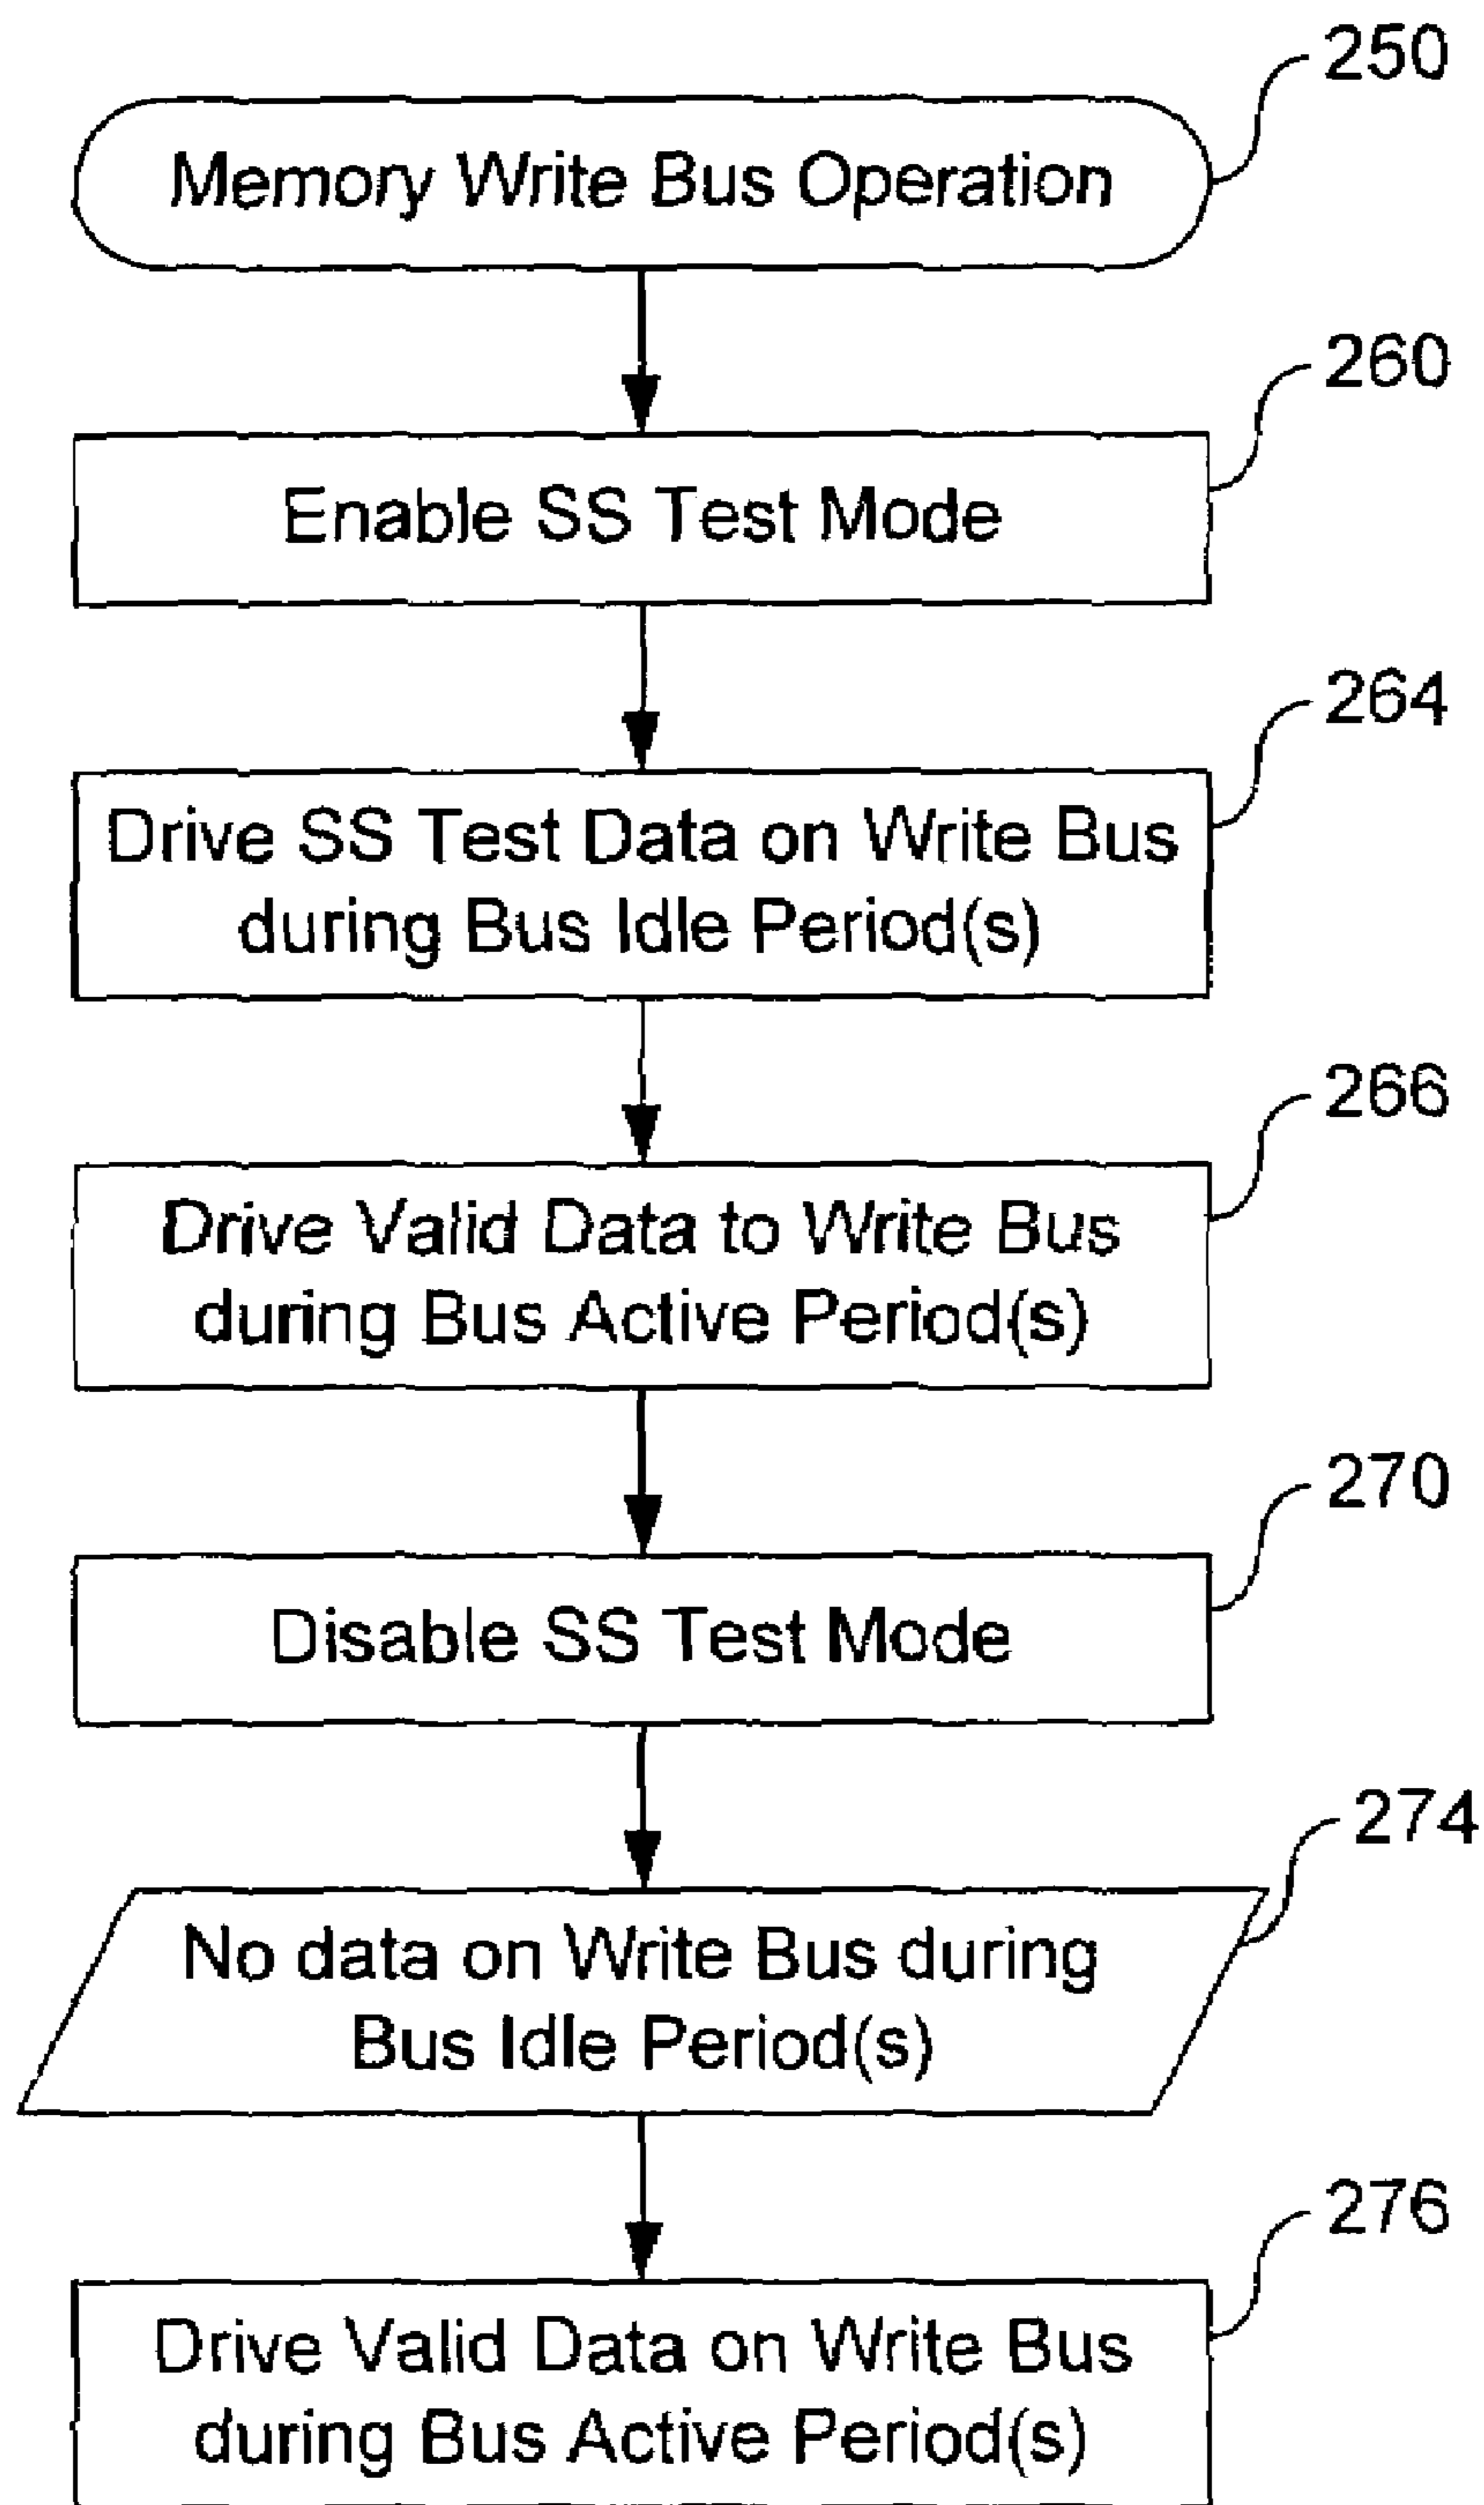 250
Memory Write Bus Operation
260
Enable SS Test Mode
264
Drive SS Test Data on Write Bus
during Bus Idle Period(s)
266
Drive Valid Data to Write Bus
during Bus Active Period(s)
270
Disable SS Test Mode
274
No data on Write Bus during
Bus Idle Period(s)
276
Drive Valid Data on Write Bus
during Bus Active Period(s)